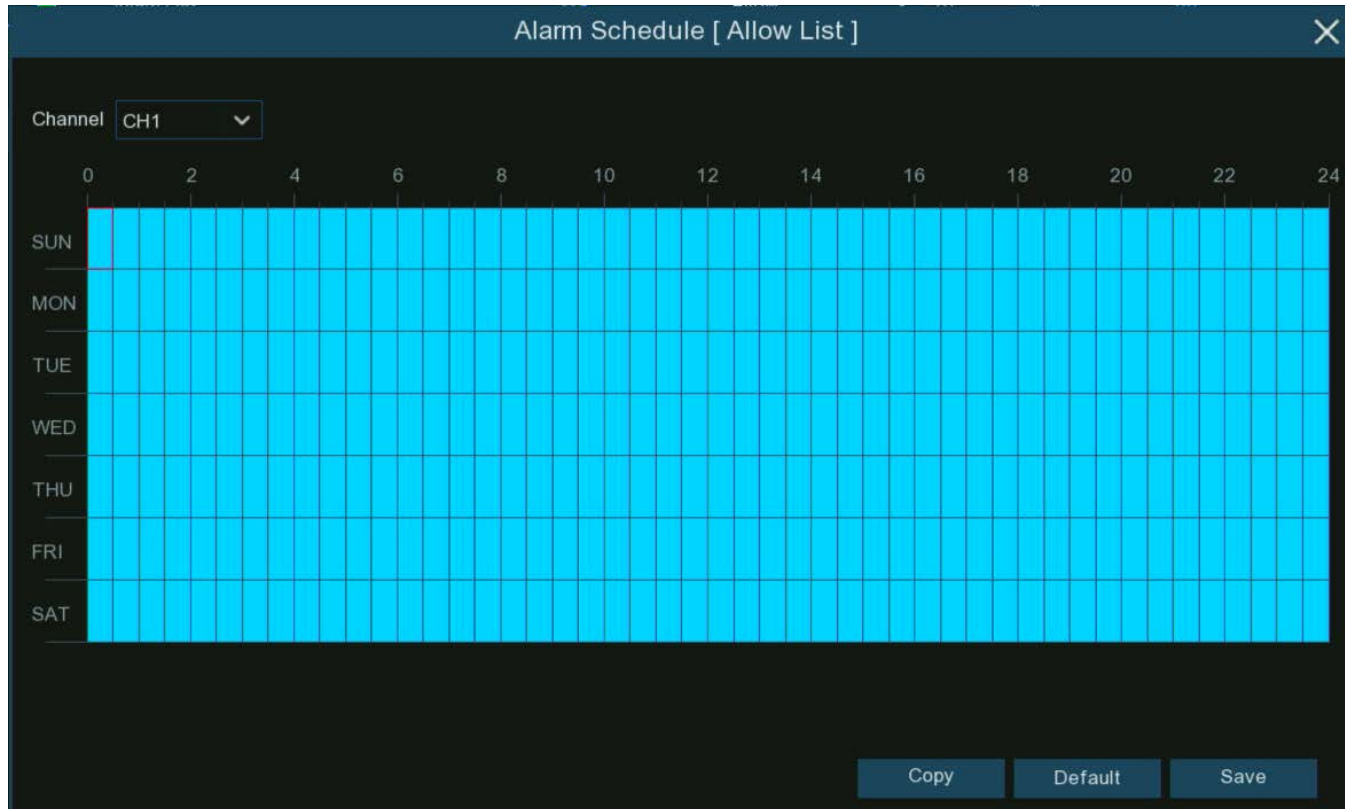 Alarm Schedule [ Allow List ]
Channel CH1
0 2 4 6 8 10 12 14 16 18 20 22 24
SUN
MON
TUE
WED
THU
FRI
SAT
Copy Default Save